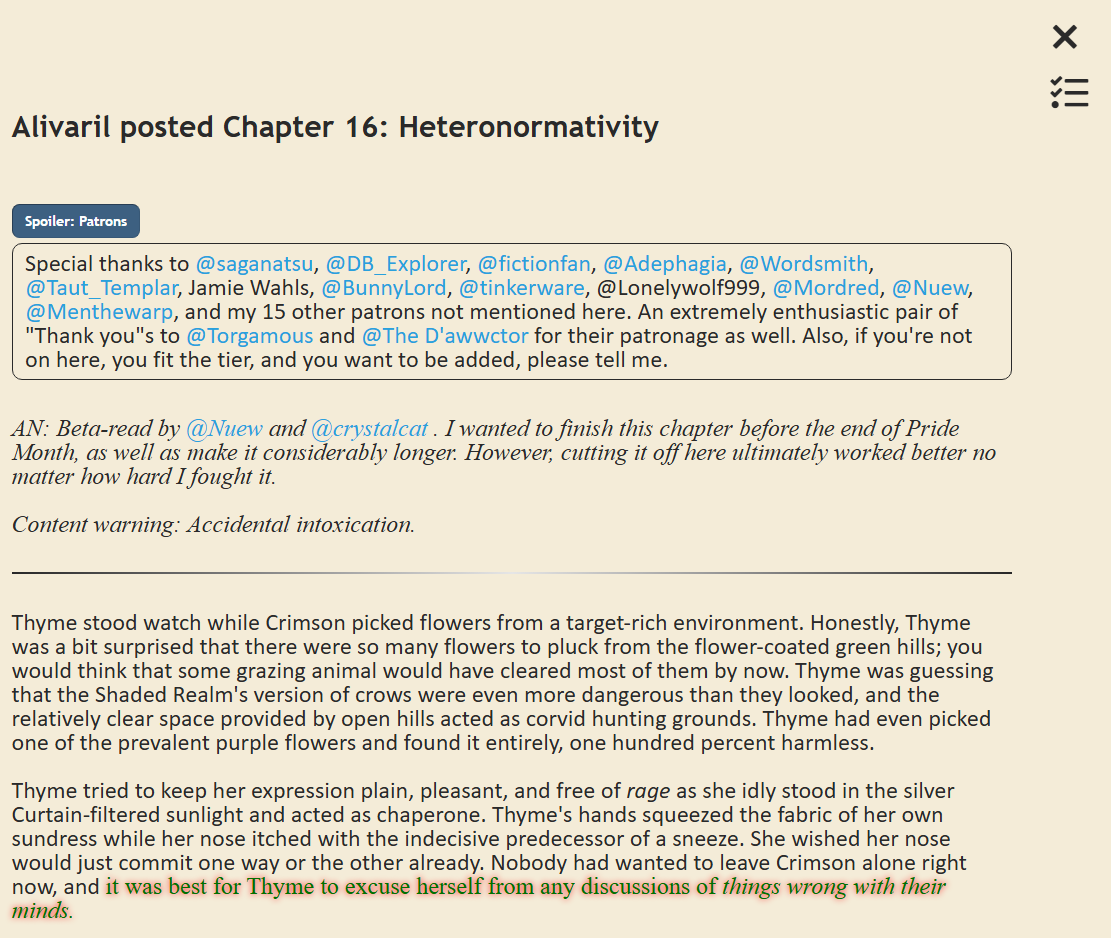 Alivaril posted Chapter 16: Heteronormativity
Spoiler: Patrons
Special thanks to @saganatsu, @DB_Explorer, @fictionfan, @Adephagia, @Wordsmith,
@Taut_Templar, Jamie Wahls, @BunnyLord, @tinkerware, @Lonelywolf999, @Mordred, @Nuew,
@Menthewarp, and my 15 other patrons not mentioned here. An extremely enthusiastic pair of
"Thank you"s to @Torgamous and @The D'awwctor for their patronage as well. Also, if you're not
on here, you fit the tier, and you want to be added, please tell me.
AN: Beta-read by @Nuew and @crystalcat . I wanted to finish this chapter before the end of Pride
Month, as well as make it considerably longer. However, cutting it off here ultimately worked better no
matter how hard I fought it.
Content warning: Accidental intoxication.
Thyme stood watch while Crimson picked flowers from a target-rich environment. Honestly, Thyme
was a bit surprised that there were so many flowers to pluck from the flower-coated green hills; you
would think that some grazing animal would have cleared most of them by now. Thyme was guessing
that the Shaded Realm's version of crows were even more dangerous than they looked, and the
relatively clear space provided by open hills acted as corvid hunting grounds. Thyme had even picked
one of the prevalent purple flowers and found it entirely, one hundred percent harmless.
Thyme tried to keep her expression plain, pleasant, and free of rage as she idly stood in the silver
Curtain-filtered sunlight and acted as chaperone. Thyme's hands squeezed the fabric of her own
sundress while her nose itched with the indecisive predecessor of a sneeze. She wished her nose
would just commit one way or the other already. Nobody had wanted to leave Crimson alone right
now, and it was best for Thyme to excuse herself from any discussions of things wrong with their
minds.